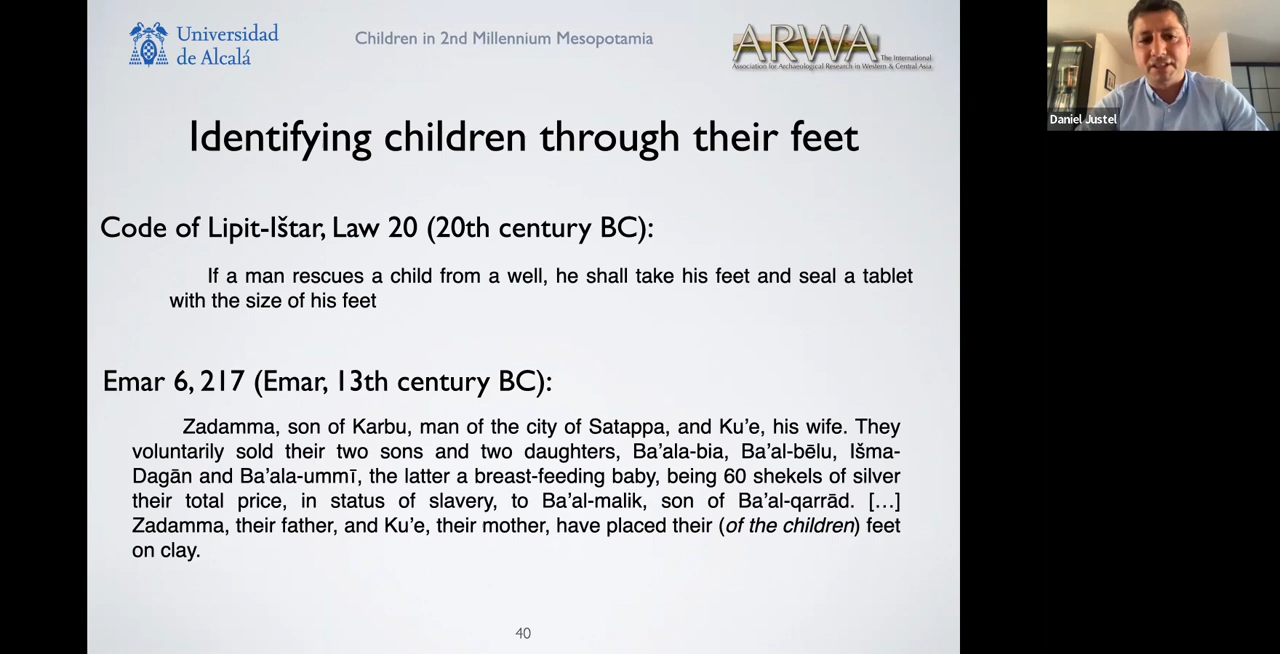 Universidad
de Alcalá
Children in 2nd Millennium Mesopotamia
ARWA The International
Association for Archaeological Research in Western & Central Asia
Daniel Justel
Identifying children through their feet
Code of Lipit-Ištar, Law 20 (20th century BC):
If a man rescues a child from a well, he shall take his feet and seal a tablet
with the size of his feet
Emar 6, 217 (Emar, 13th century BC):
Zadamma, son of Karbu, man of the city of Satappa, and Ku’e, his wife. They
voluntarily sold their two sons and two daughters, Ba’ala-bia, Ba’al-bēlu, Išma-
Dagān and Ba’ala-ummī, the latter a breast-feeding baby, being 60 shekels of silver
their total price, in status of slavery, to Ba’al-malik, son of Ba’al-qarrād. […]
Zadamma, their father, and Ku’e, their mother, have placed their (of the children) feet
on clay.
40